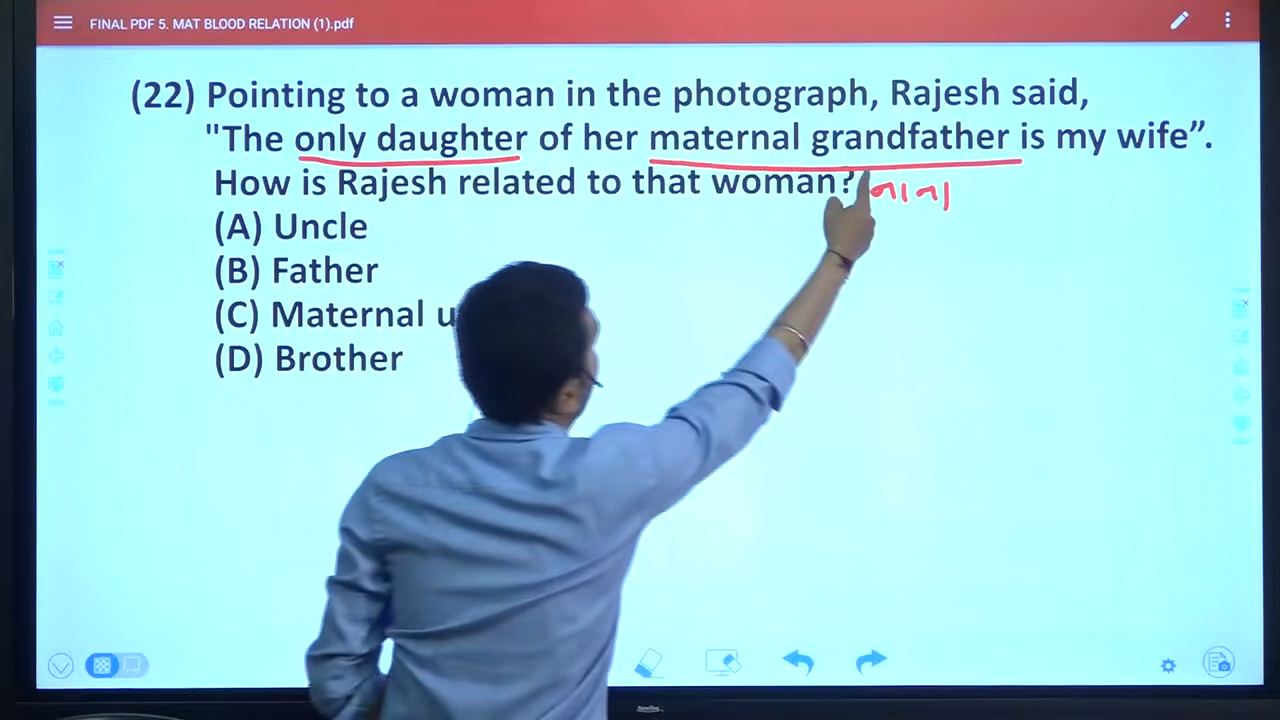 FINAL PDF 5. MAT BLOOD RELATION (1).pdf
(22) Pointing to a woman in the photograph, Rajesh said,
"The only daughter of her maternal grandfather is my wife”.
How is Rajesh related to that woman?
નાના
(A) Uncle
(B) Father
(C) Maternal u
(D) Brother